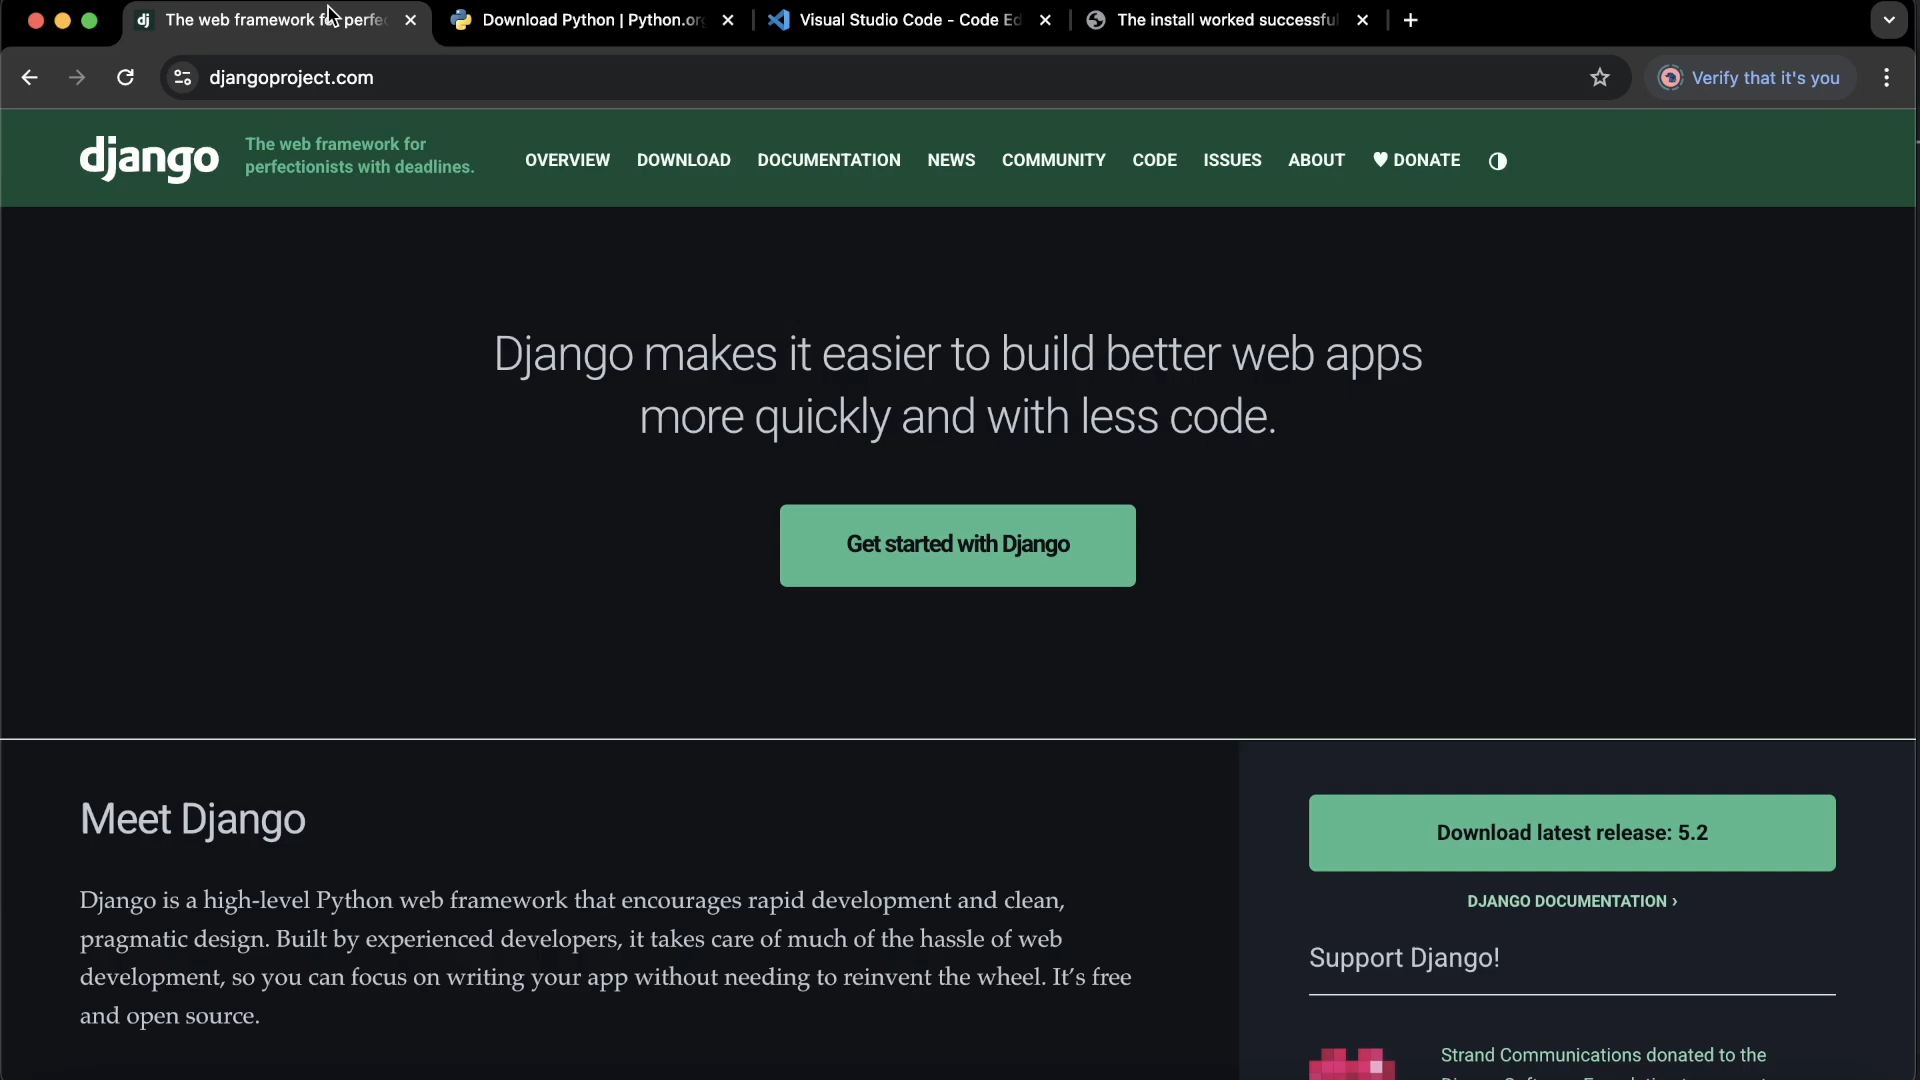 dj The web framework for perfe
Download Python | Python.or
Visual Studio Code - Code Ed
The install worked successful
djangoproject.com
Verify that it's you
django
The web framework for
perfectionists with deadlines.
OVERVIEW
DOWNLOAD
DOCUMENTATION
NEWS
COMMUNITY
CODE
ISSUES
ABOUT
♥ DONATE
Django makes it easier to build better web apps
more quickly and with less code.
Get started with Django
Meet Django
Django is a high-level Python web framework that encourages rapid development and clean,
pragmatic design. Built by experienced developers, it takes care of much of the hassle of web
development, so you can focus on writing your app without needing to reinvent the wheel. It’s free
and open source.
Download latest release: 5.2
DJANGO DOCUMENTATION ›
Support Django!
Strand Communications donated to the